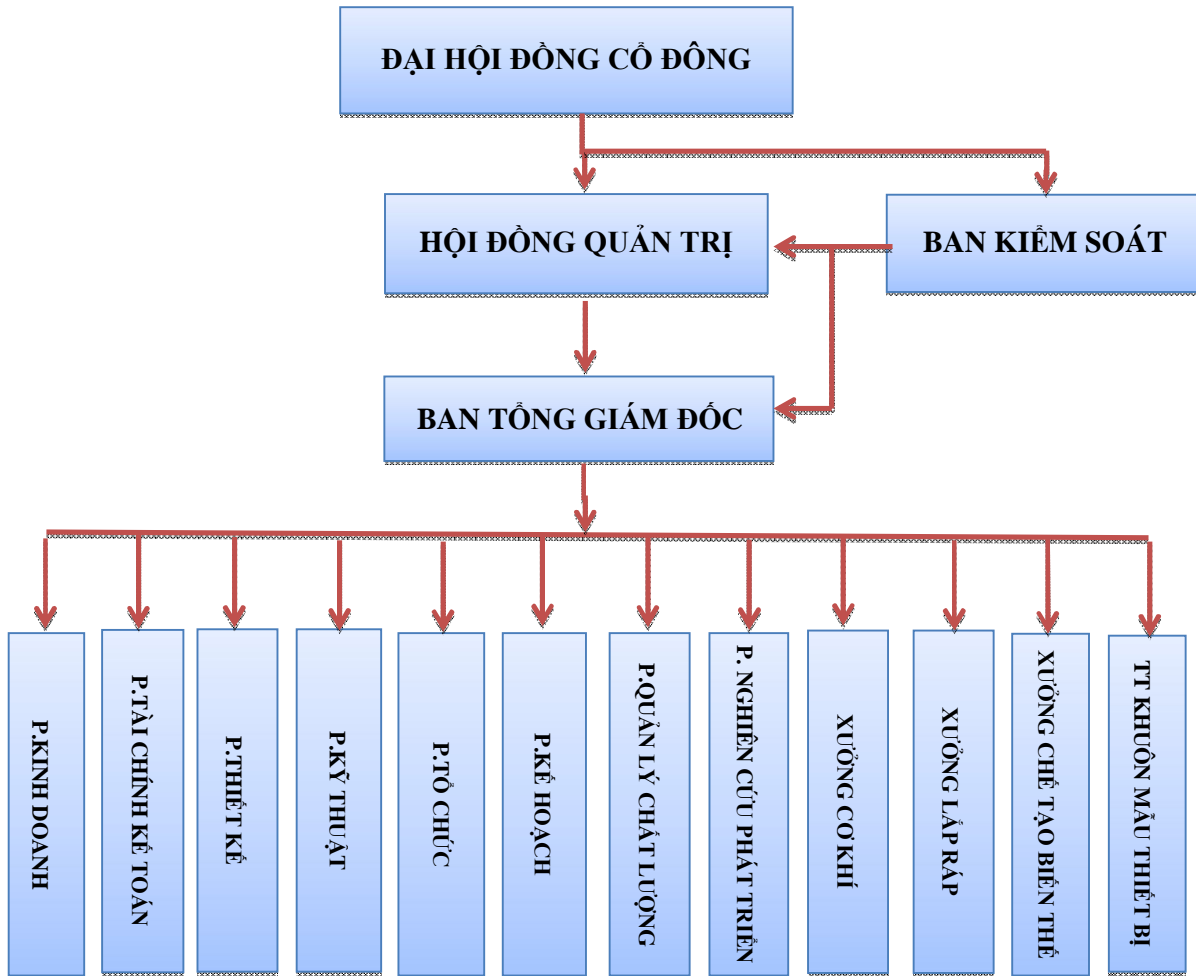 ĐẠI HỘI ĐỒNG CỔ ĐÔNG
HỘI ĐỒNG QUẢN TRỊ
BAN KIỂM SOÁT
BAN TỔNG GIÁM ĐỐC
P.KINH DOANH
P.TÀI CHÍNH KẾ TOÁN
P.THIẾT KẾ
P.KỸ THUẬT
P.TỔ CHỨC
P.KẾ HOẠCH
P.QUẢN LÝ CHẤT LƯỢNG
P. NGHIÊN CỨU PHÁT TRIỂN
XƯỞNG CƠ KHÍ
XƯỞNG LẮP RÁP
XƯỞNG CHẾ TẠO BIẾN THẾ
TT KHUÔN MẪU THIẾT BỊ